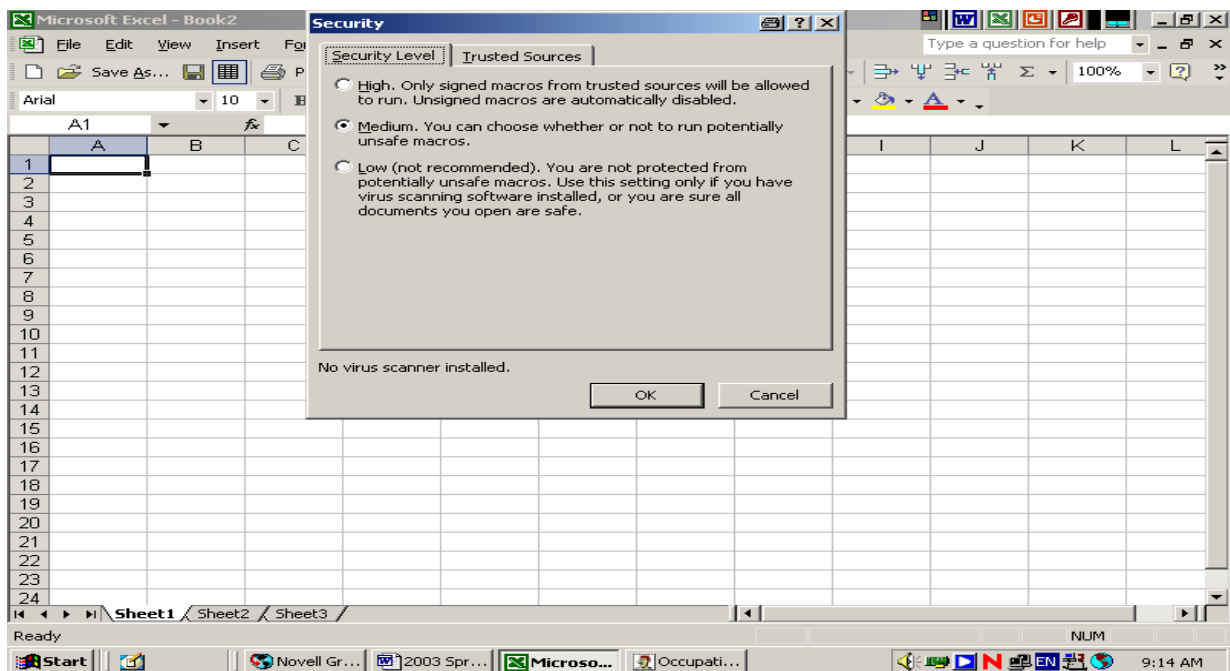 Microsoft Excel - Book2
Security
File Edit View Insert
Type a question for help
Save As...
100%
Arial 10 B
A1 fx
Security Level Trusted Sources
High. Only signed macros from trusted sources will be allowed
to run. Unsigned macros are automatically disabled.
Medium. You can choose whether or not to run potentially
unsafe macros.
Low (not recommended). You are not protected from
potentially unsafe macros. Use this setting only if you have
virus scanning software installed, or you are sure all
documents you open are safe.
No virus scanner installed.
OK Cancel
A B C I J K L
1
2
3
4
5
6
7
8
9
10
11
12
13
14
15
16
17
18
19
20
21
22
23
24
Sheet1 Sheet2 Sheet3
Ready NUM
Start Novell Gr... 2003 Spr... Microso... Occupati... EN 9:14 AM